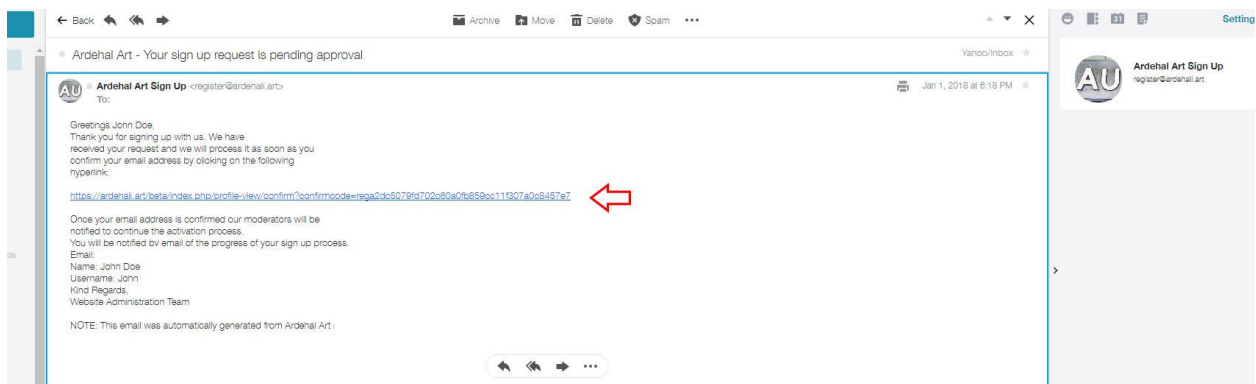 Back
Archive Move Delete Spam
Setting
Ardehal Art - Your sign up request is pending approval
Yahoo/Inbox
AU
Ardehal Art Sign Up <register@ardehali.art>
To:
Jan 1, 2018 at 6:18 PM
Greetings John Doe,
Thank you for signing up with us. We have
received your request and we will process it as soon as you
confirm your email address by clicking on the following
hyperlink:
https://ardehali.art/beta/index.php/profile-view/confirm?confirmcode=rega2dc5079fd702c60a0fb859cc11f307a0c8457e7
Once your email address is confirmed our moderators will be
notified to continue the activation process.
You will be notified by email of the progress of your sign up process.
Email:
Name: John Doe
Username: John
Kind Regards,
Website Administration Team
NOTE: This email was automatically generated from Ardehal Art
31
AU
Ardehal Art Sign Up
register@ardehali.art